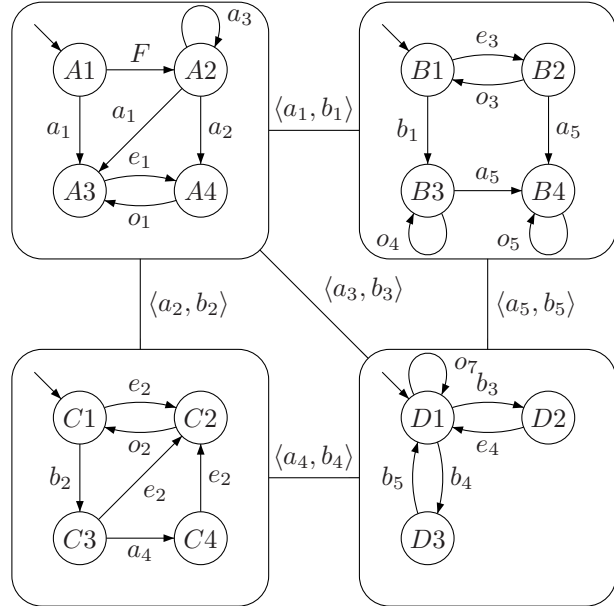 a₃
A1 F A2
a₁ a₁ a₂
e₁
A3 A4
o₁
⟨a₁, b₁⟩
e₃
B1 B2
o₃
b₁ a₅
a₅
B3 B4
o₄ o₅
⟨a₂, b₂⟩
⟨a₃, b₃⟩
⟨a₅, b₅⟩
e₂
C1 C2
o₂
b₂ e₂ e₂
C3 C4
a₄
⟨a₄, b₄⟩
o₇
b₃
D1 D2
e₄
b₅ b₄
D3